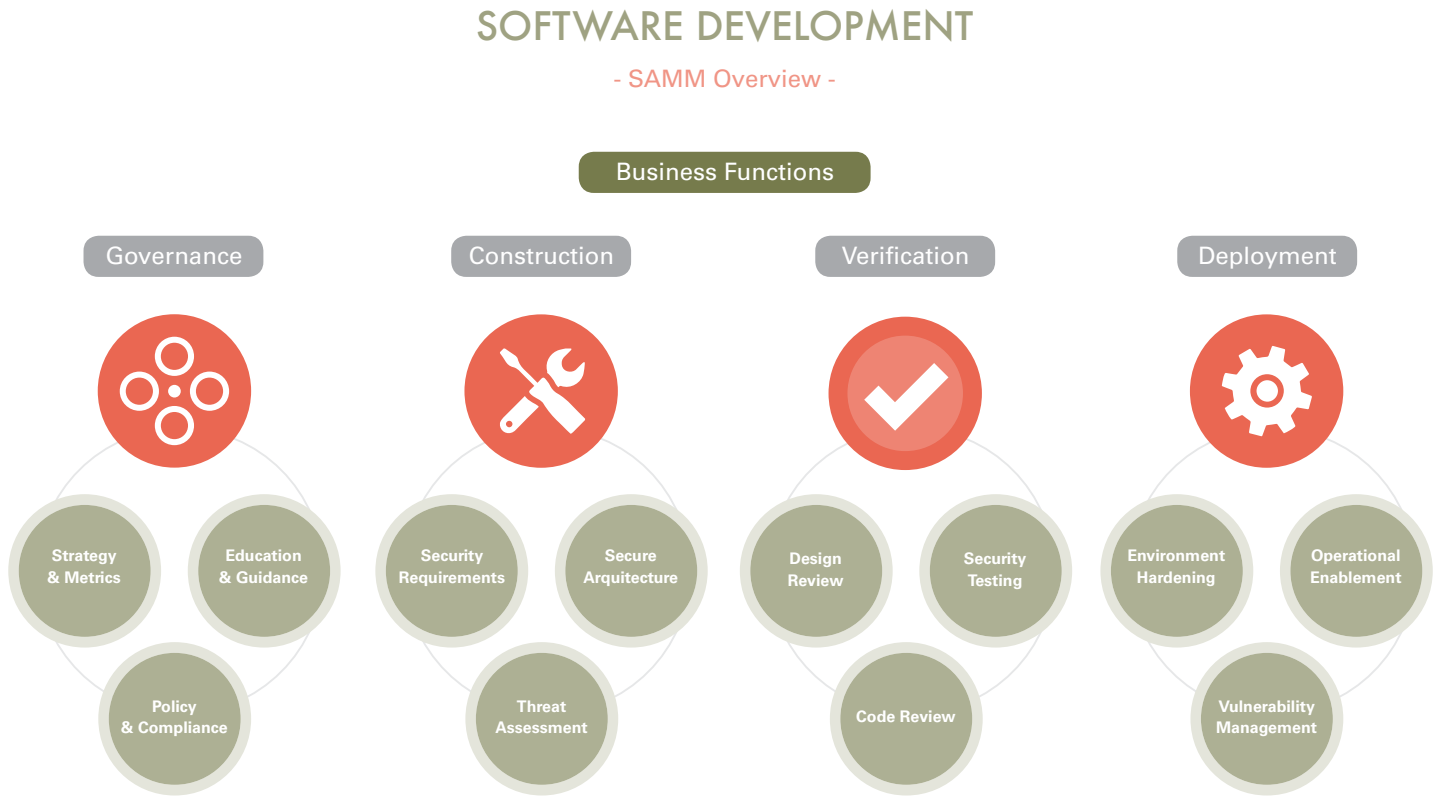 SOFTWARE DEVELOPMENT
- SAMM Overview -
Business Functions
Governance
Construction
Verification
Deployment
Strategy
& Metrics
Education
& Guidance
Policy
& Compliance
Security
Requirements
Secure
Arquitecture
Threat
Assessment
Design
Review
Security
Testing
Code Review
Environment
Hardening
Operational
Enablement
Vulnerability
Management